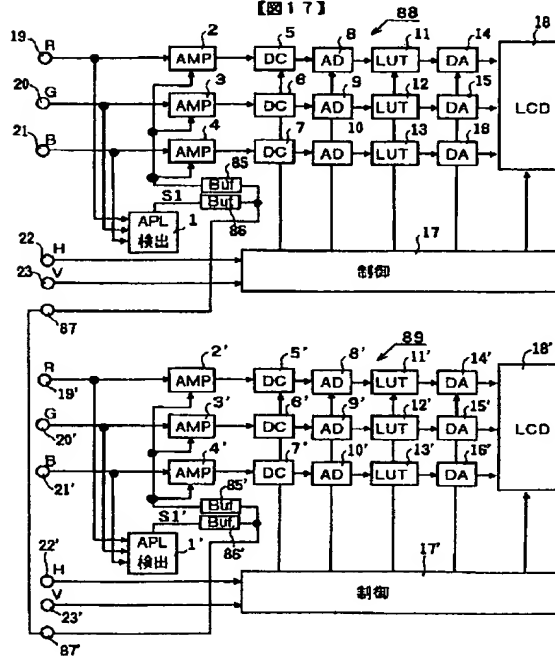 【図17】
88
19 R 2 5 8 11 14 18
AMP DC AD LUT DA LCD
20 G 3 6 9 12 15
AMP DC AD LUT DA
21 B 4 7 10 13 16
AMP DC AD LUT DA
85
Buf
S1 Buf
86
APL 1
検出
22 H 17
制御
23 V
87
89
R 2' 5' 8' 11' 14' 18'
19' AMP DC AD LUT DA LCD
G 3' 6' 9' 12' 15'
20' AMP DC AD LUT DA
B 4' 7' 10' 13' 16'
21' AMP DC AD LUT DA
85'
Buf
S1' Buf
86'
APL 1'
検出
22' H 17'
制御
V
23'
87'